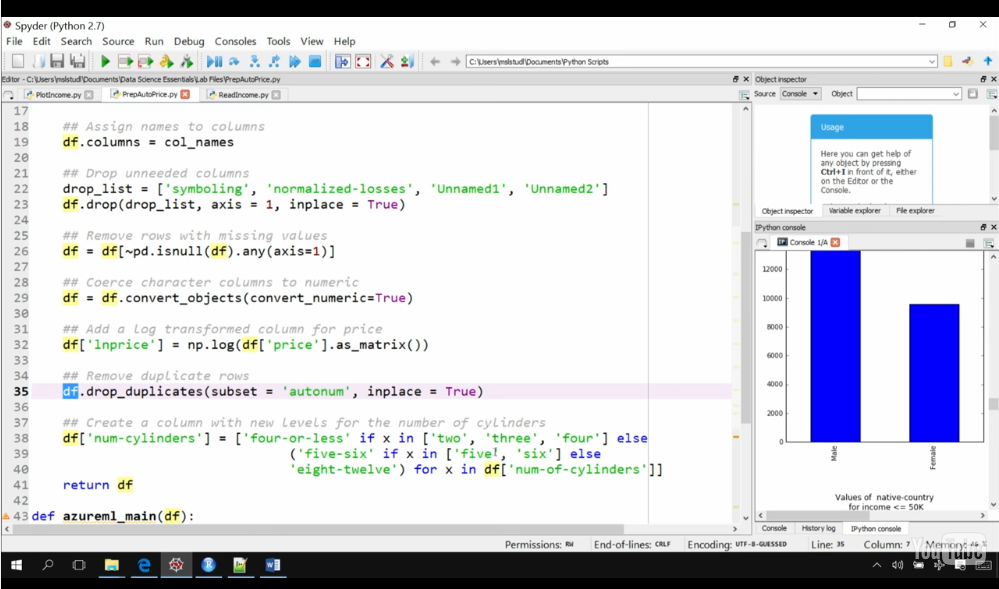 Spyder (Python 2.7)
File Edit Search Source Run Debug Consoles Tools View Help
C:\Users\mslstudl\Documents\Python Scripts
Editor - C:\Users\mslstudl\Documents\Data Science Essentials\Lab Files\PrepAutoPrice.py
PlotIncome.py PrepAutoPrice.py ReadIncome.py
17
18 ## Assign names to columns
19 df.columns = col_names
20
21 ## Drop unneeded columns
22 drop_list = ['symboling', 'normalized-losses', 'Unnamed1', 'Unnamed2']
23 df.drop(drop_list, axis = 1, inplace = True)
24
25 ## Remove rows with missing values
26 df = df[~pd.isnull(df).any(axis=1)]
27
28 ## Coerce character columns to numeric
29 df = df.convert_objects(convert_numeric=True)
30
31 ## Add a log transformed column for price
32 df['lnprice'] = np.log(df['price'].as_matrix())
33
34 ## Remove duplicate rows
35 df.drop_duplicates(subset = 'autonum', inplace = True)
36
37 ## Create a column with new levels for the number of cylinders
38 df['num-cylinders'] = ['four-or-less' if x in ['two', 'three', 'four'] else
39 ('five-six' if x in ['five', 'six'] else
40 'eight-twelve') for x in df['num-of-cylinders']]
41 return df
42
43 def azureml_main(df):
Object inspector
Source Console Object
Usage
Here you can get help of
any object by pressing
Ctrl+I in front of it, either
on the Editor or the
Console.
Object inspector Variable explorer File explorer
IPython console
Console 1/A
12000
10000
8000
6000
4000
2000
0
Male
Female
Values of native-country
for income <= 50K
Console History log IPython console
Permissions: RW End-of-lines: CRLF Encoding: UTF-8-GUESSED Line: 35 Column: 7 Memory:
YouTube